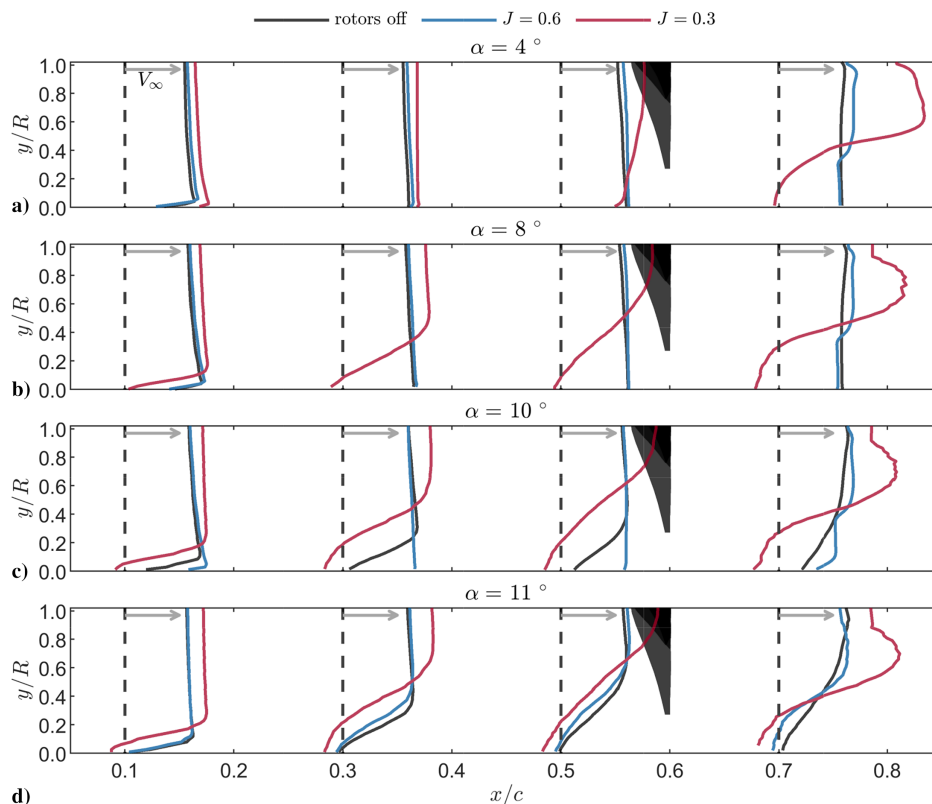 rotors off J = 0.6 J = 0.3
α = 4 °
1.0
0.8
0.6
0.4
0.2
0.0
y/R
V∞
a)
α = 8 °
1.0
0.8
0.6
0.4
0.2
0.0
y/R
b)
α = 10 °
1.0
0.8
0.6
0.4
0.2
0.0
y/R
c)
α = 11 °
1.0
0.8
0.6
0.4
0.2
0.0
y/R
0.1 0.2 0.3 0.4 0.5 0.6 0.7 0.8
x/c
d)